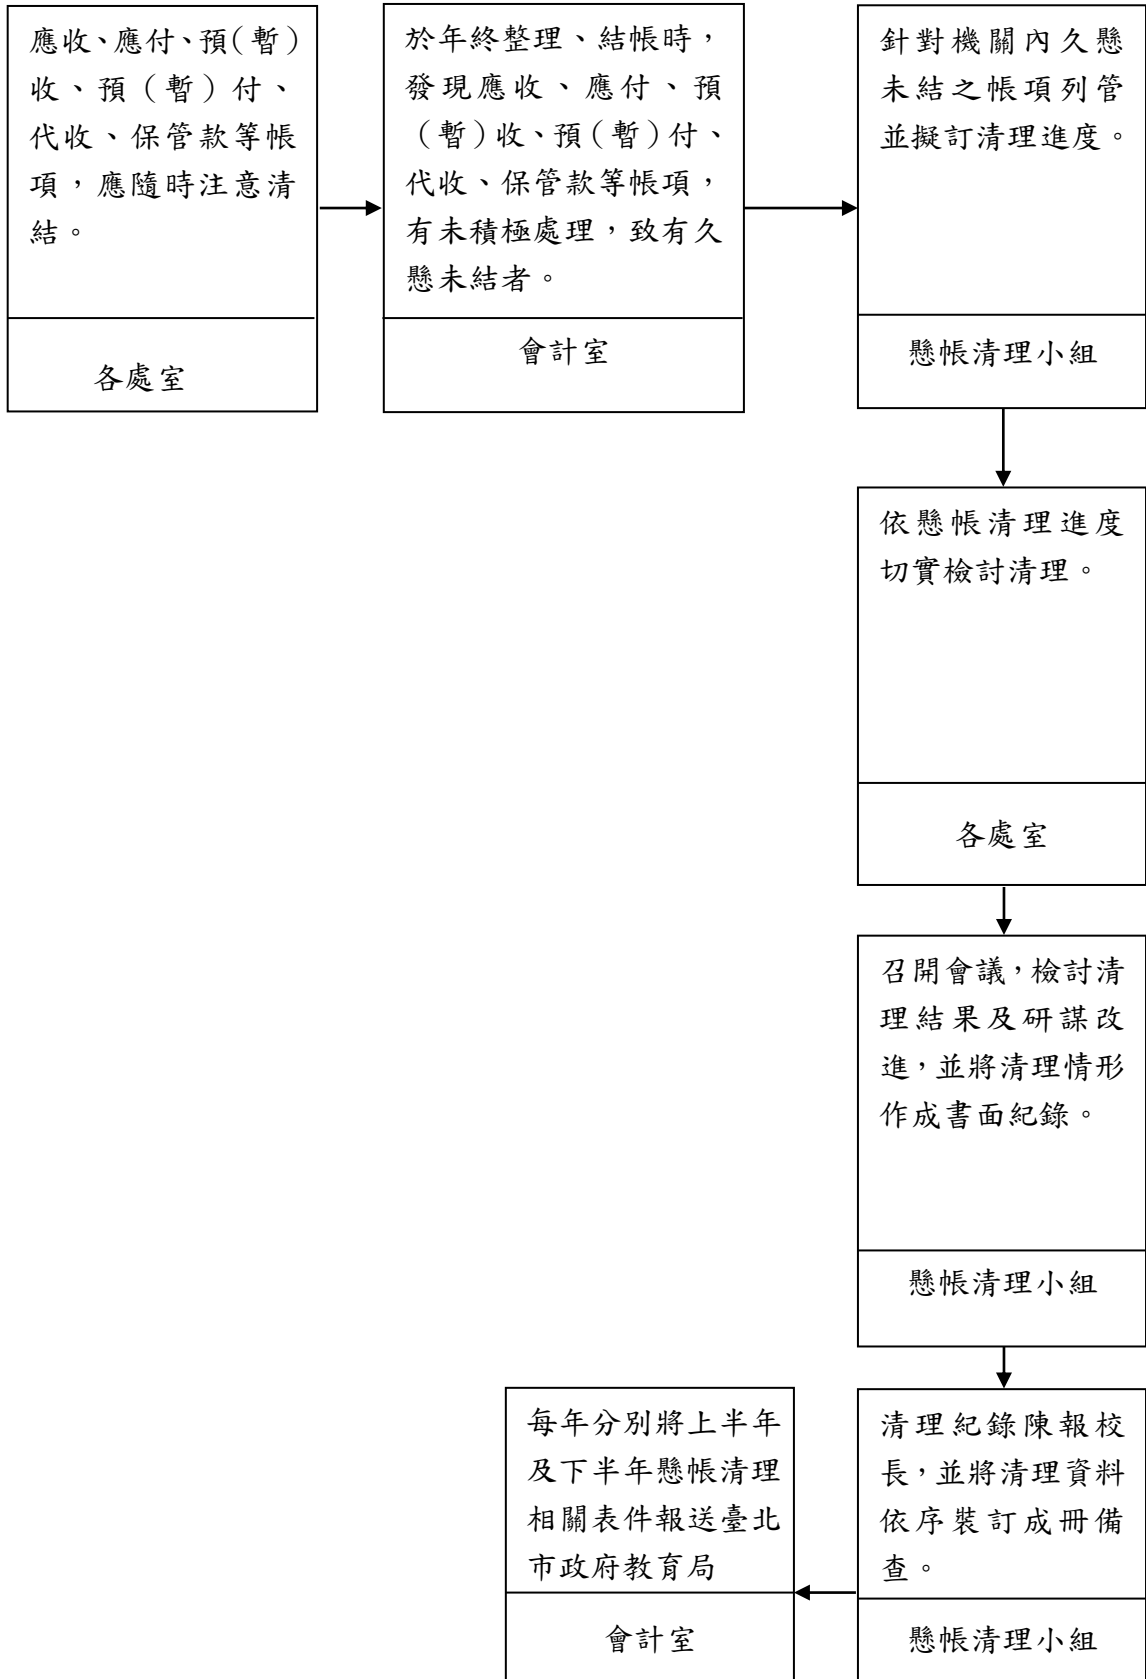 應收、應付、預(暫)
收、預（暫）付、
代收、保管款等帳
項，應隨時注意清
結。
各處室
於年終整理、結帳時，
發現應收、應付、預
（暫）收、預(暫)付、
代收、保管款等帳項，
有未積極處理，致有久
懸未結者。
會計室
針對機關內久懸
未結之帳項列管
並擬訂清理進度。
懸帳清理小組
依懸帳清理進度
切實檢討清理。
各處室
召開會議，檢討清
理結果及研謀改
進，並將清理情形
作成書面紀錄。
懸帳清理小組
清理紀錄陳報校
長，並將清理資料
依序裝訂成冊備
查。
懸帳清理小組
每年分別將上半年
及下半年懸帳清理
相關表件報送臺北
市政府教育局
會計室